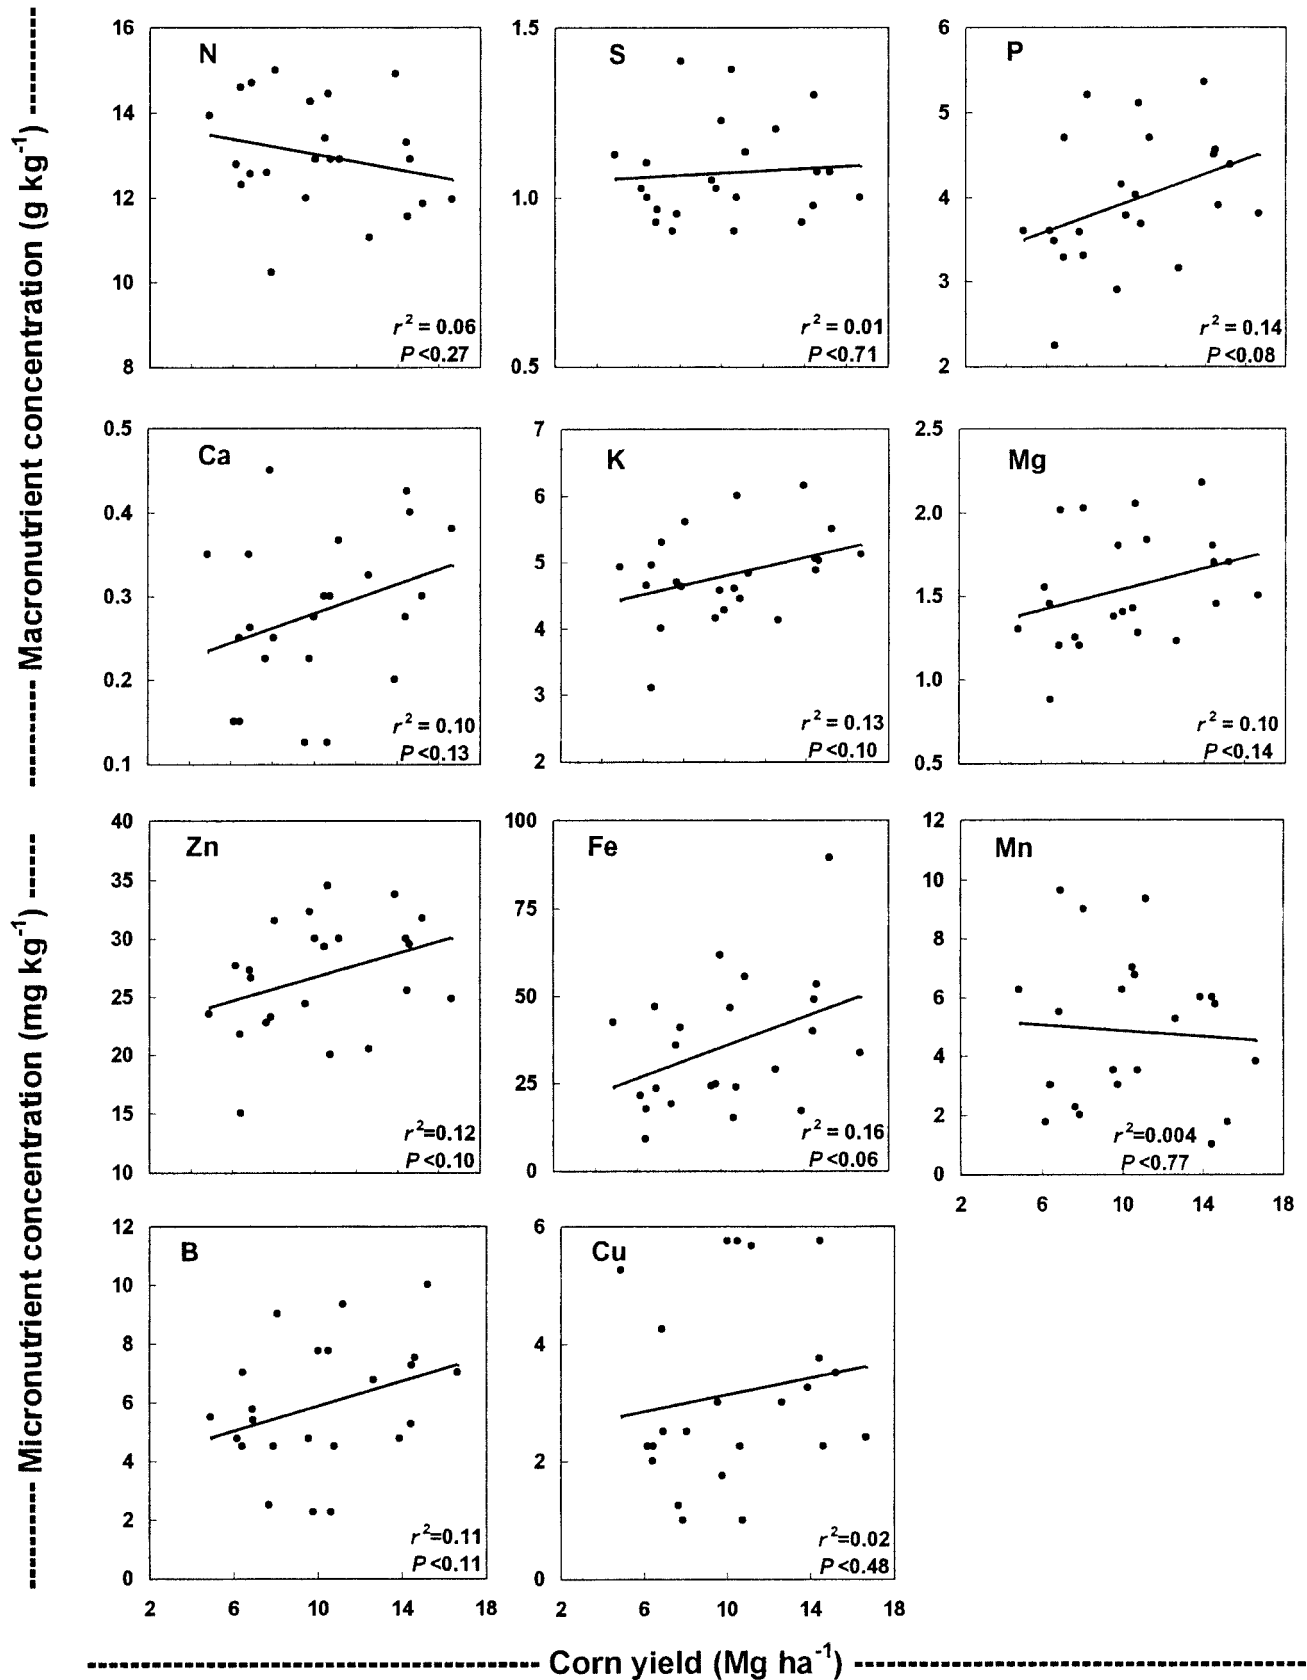 -------- Macronutrient concentration (g kg⁻¹) --------
N
16
14
12
10
8
r² = 0.06
P <0.27
S
1.5
1.0
0.5
r² = 0.01
P <0.71
P
6
5
4
3
2
r² = 0.14
P <0.08
Ca
0.5
0.4
0.3
0.2
0.1
r² = 0.10
P <0.13
K
7
6
5
4
3
2
r² = 0.13
P <0.10
Mg
2.5
2.0
1.5
1.0
0.5
r² = 0.10
P <0.14
-------- Micronutrient concentration (mg kg⁻¹) ------
Zn
40
35
30
25
20
15
10
r²=0.12
P <0.10
Fe
100
75
50
25
0
r² = 0.16
P <0.06
Mn
12
10
8
6
4
2
0
r²=0.004
P <0.77
2 6 10 14 18
B
12
10
8
6
4
2
0
r²=0.11
P <0.11
2 6 10 14 18
Cu
6
4
2
0
r²=0.02
P <0.48
2 6 10 14 18
-------- Corn yield (Mg ha⁻¹) --------